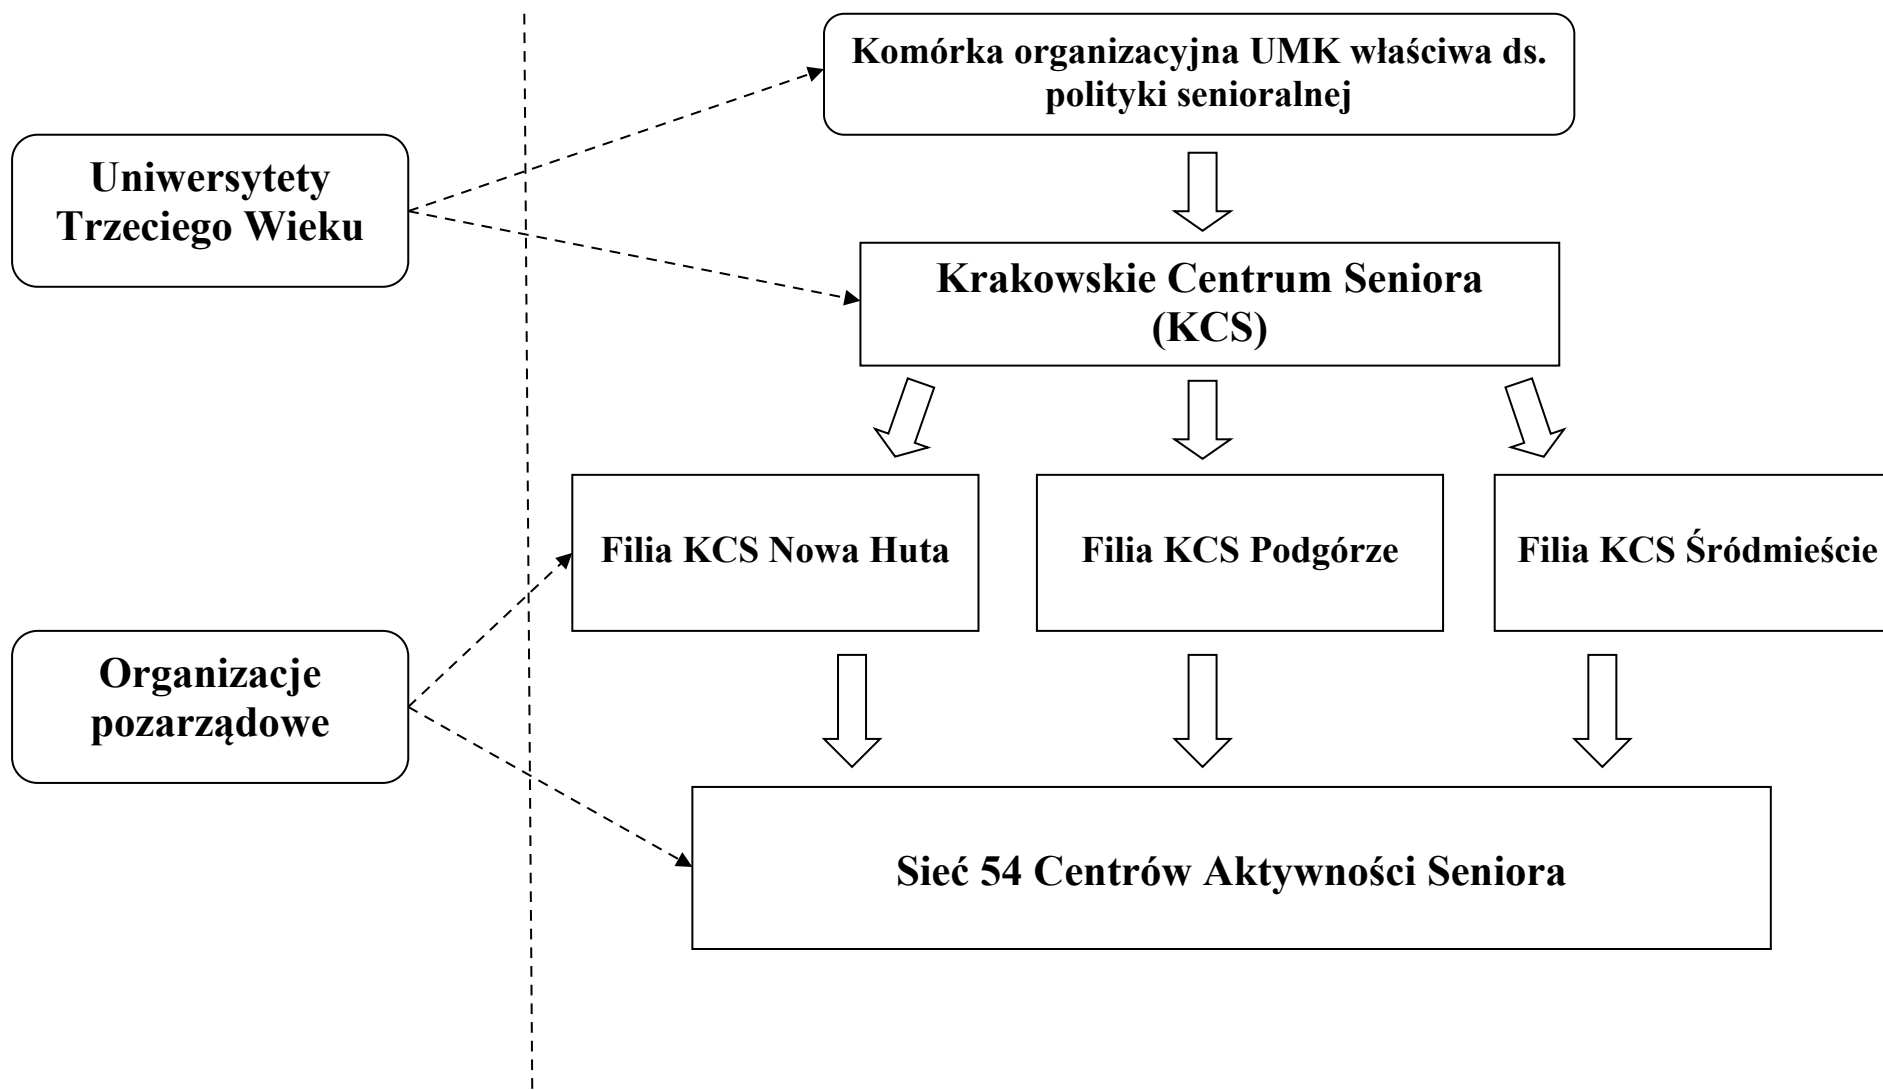 Komórka organizacyjna UMK właściwa ds.
polityki senioralnej
Uniwersytety
Trzeciego Wieku
Krakowskie Centrum Seniora
(KCS)
Filia KCS Nowa Huta
Filia KCS Podgórze
Filia KCS Śródmieście
Organizacje
pozarządowe
Sieć 54 Centrów Aktywności Seniora